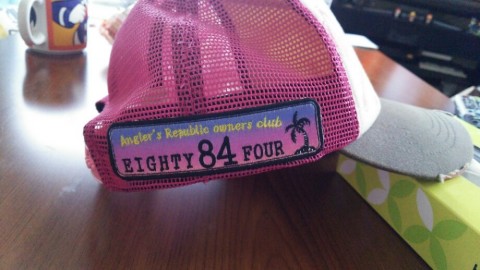 Angler's Republic owners club
EIGHTY 84 FOUR